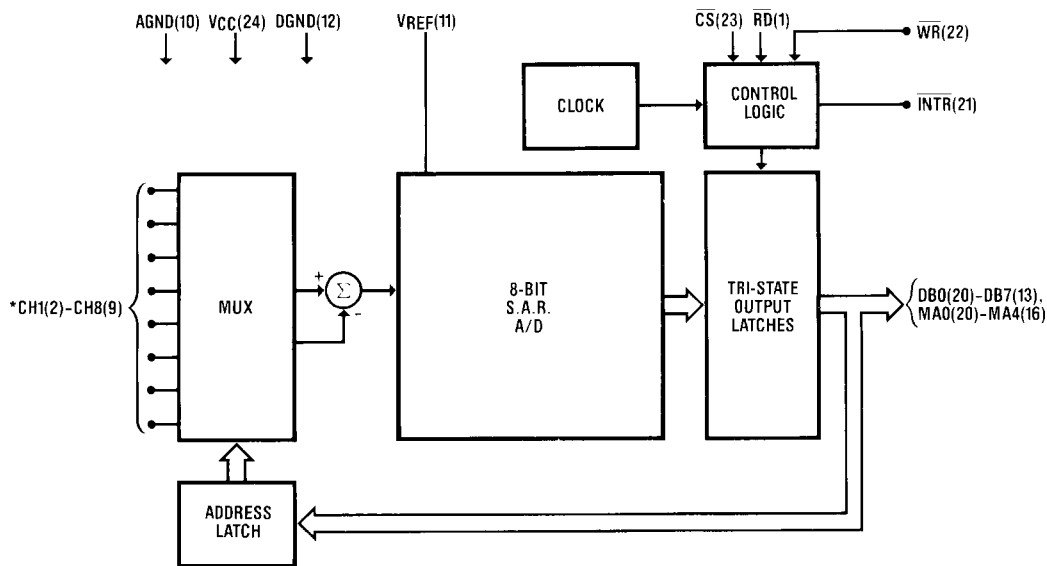 AGND(10) VCC(24) DGND(12) VREF(11) CS(23) RD(1)
WR(22)
CLOCK
CONTROL
LOGIC
INTR(21)
*CH1(2)-CH8(9)
MUX
+
Σ
-
8-BIT
S.A.R.
A/D
TRI-STATE
OUTPUT
LATCHES
DB0(20)-DB7(13),
MA0(20)-MA4(16)
ADDRESS
LATCH